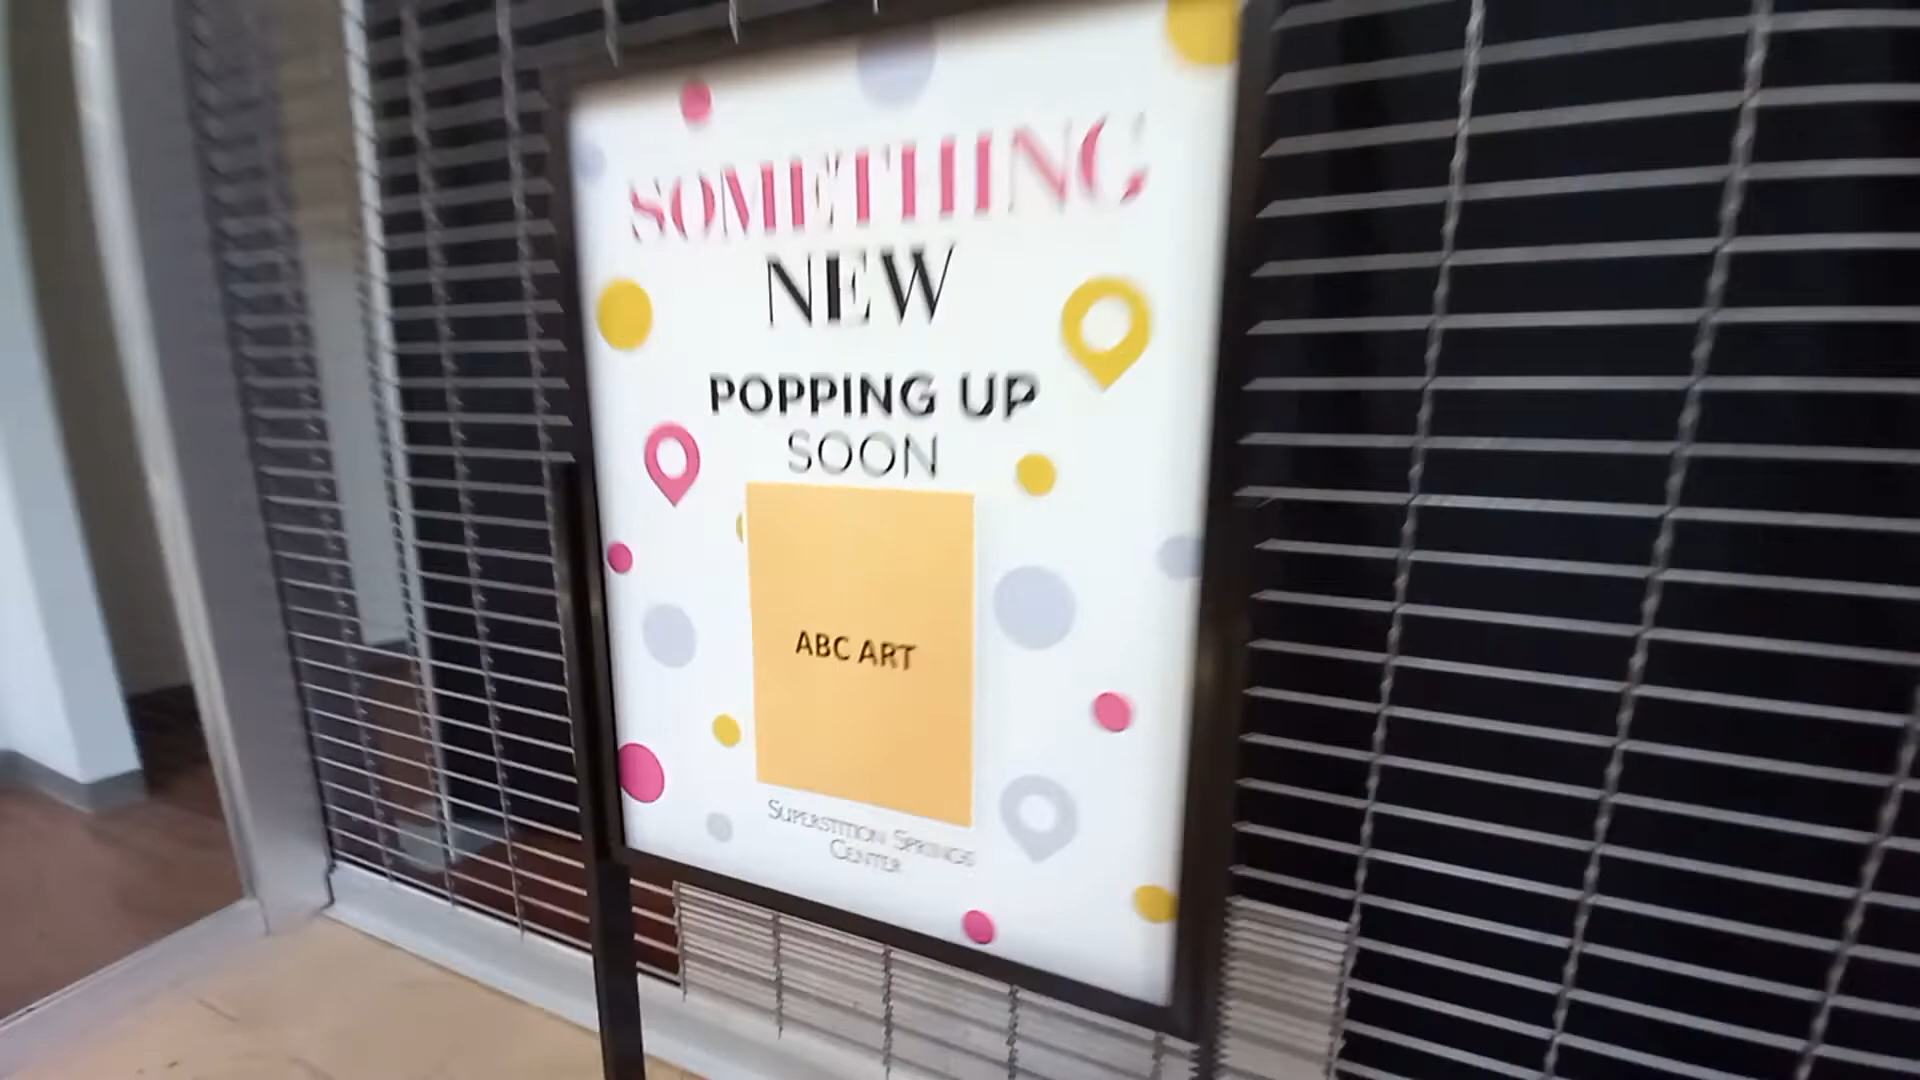 SOMETHING
NEW
POPPING UP
SOON
ABC ART
SUPERSTITION SPRINGS
CENTER